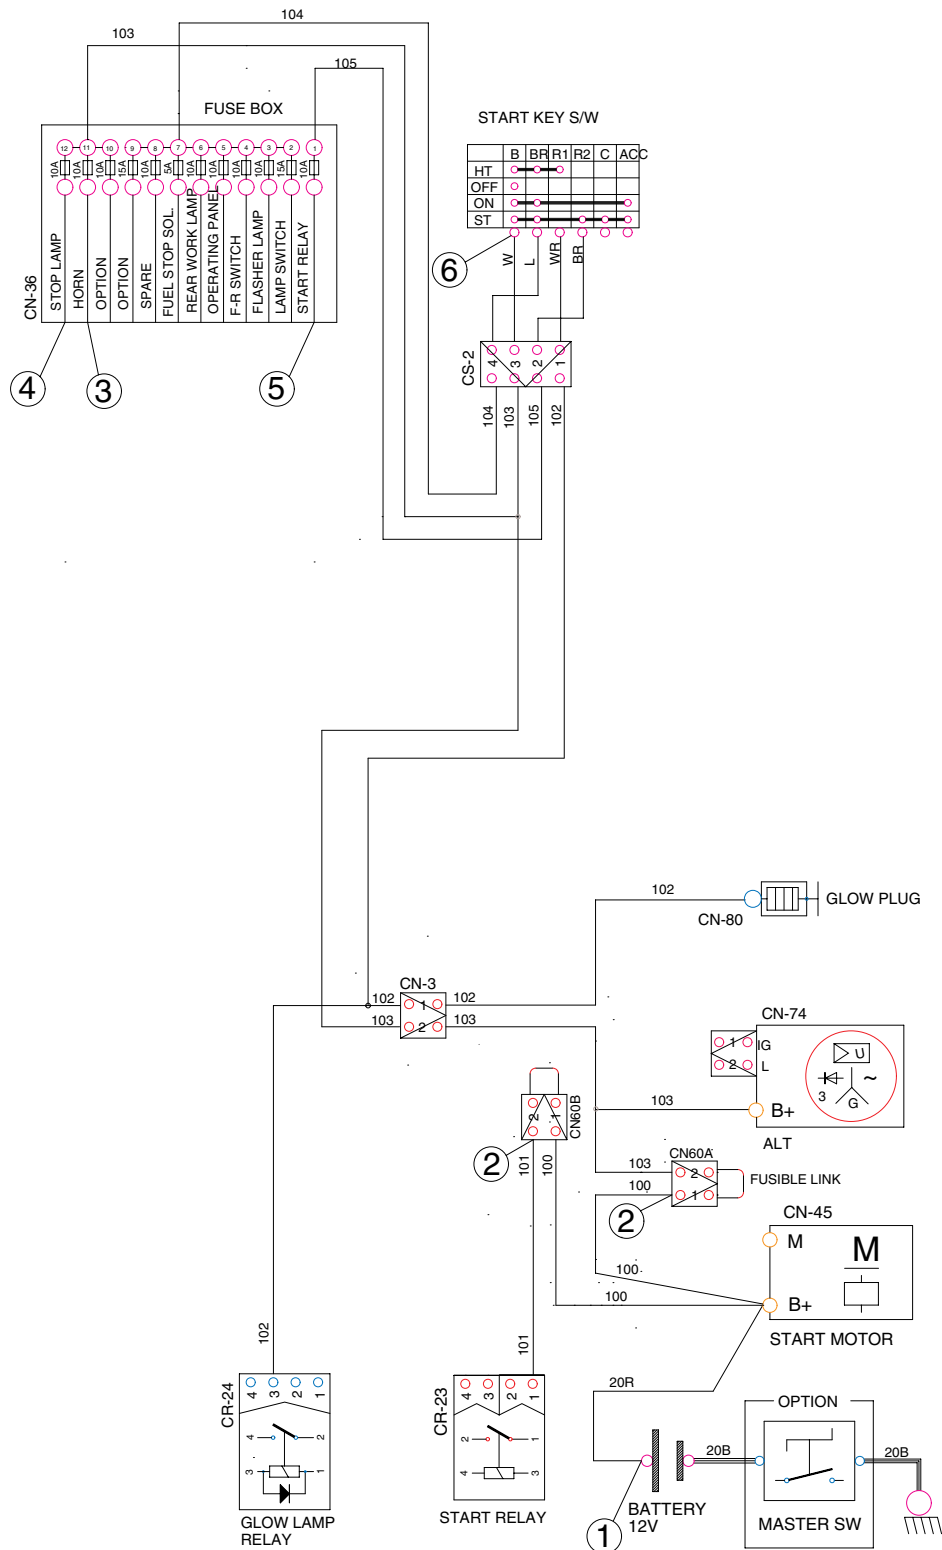 104
103
105
FUSE BOX
START KEY S/W
12 11 10 9 8 7 6 5 4 3 2 1
10A 10A 10A 15A 10A 5A 10A 10A 10A 10A 15A 10A
CN-36
STOP LAMP
HORN
OPTION
OPTION
SPARE
FUEL STOP SOL.
REAR WORK LAMP
OPERATING PANEL
F-R SWITCH
FLASHER LAMP
LAMP SWITCH
START RELAY
B BR R1 R2 C ACC
HT
OFF
ON
ST
6
W L WR BR
CS-2
4 3 2 1
4
3
5
104 103 105 102
102
CN-80
GLOW PLUG
CN-3
102 1 102
103 2 103
CN-74
1 IG
2 L
U
3 G ~
103
B+
ALT
2 1
CN60B
2
101 100
CN60A
103 2
100 1
FUSIBLE LINK
2
CN-45
M
M
100
100
B+
START MOTOR
102
101
CR-24
4 3 2 1
4 2
3 1
GLOW LAMP
RELAY
CR-23
4 3 2 1
2 1
4 3
START RELAY
20R
OPTION
20B
20B
BATTERY
12V
1
MASTER SW